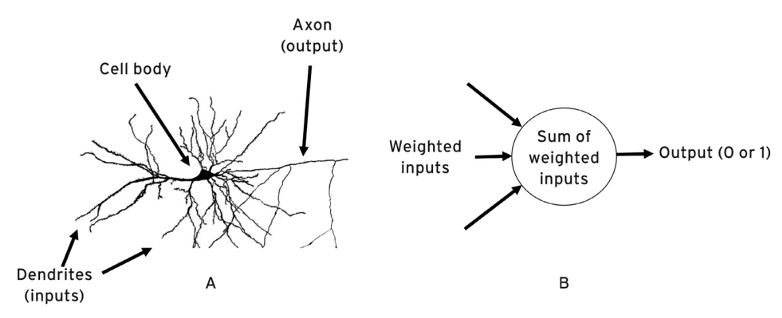 Axon
(output)
Cell body
Dendrites
(inputs)
A
Weighted
inputs
Sum of
weighted
inputs
Output (0 or 1)
B